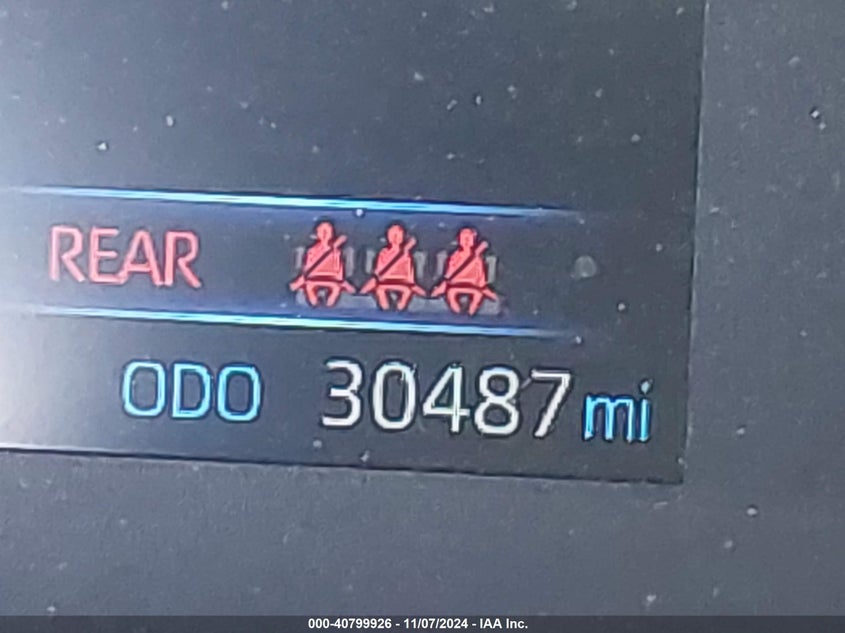 REAR
ODO 30487 mi
000-40799926 - 11/07/2024 - IAA Inc.